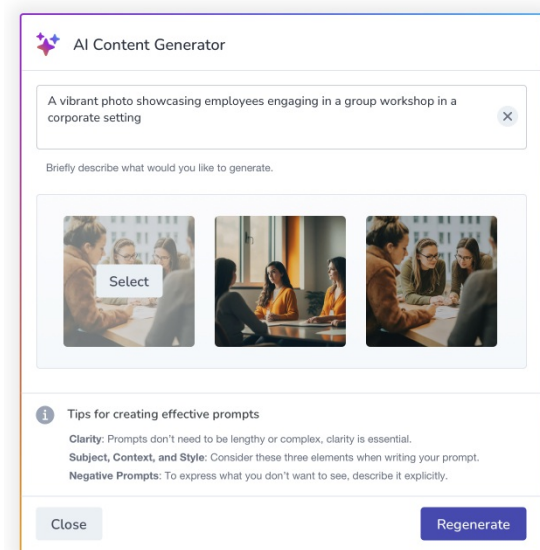 AI Content Generator
A vibrant photo showcasing employees engaging in a group workshop in a
corporate setting
Briefly describe what would you like to generate.
Select
Tips for creating effective prompts
Clarity: Prompts don't need to be lengthy or complex, clarity is essential.
Subject, Context, and Style: Consider these three elements when writing your prompt.
Negative Prompts: To express what you don't want to see, describe it explicitly.
Close
Regenerate